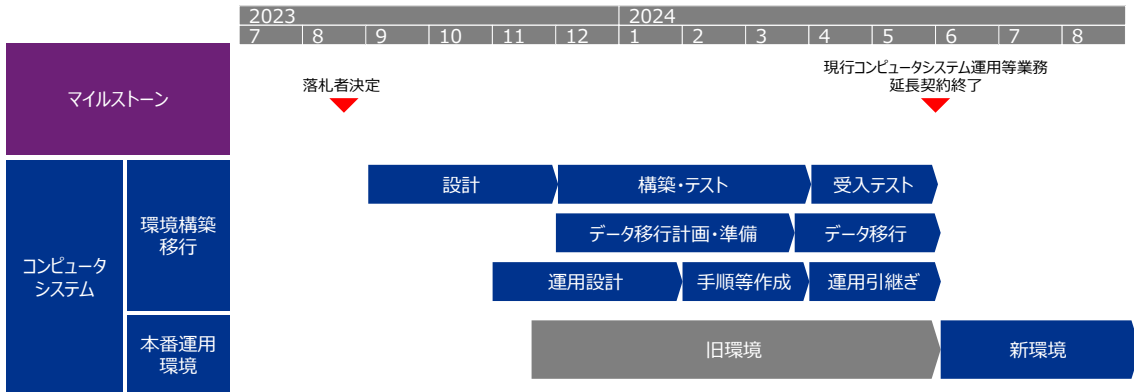 2023 2024
7 8 9 10 11 12 1 2 3 4 5 6 7 8
マイルストーン
落札者決定
現行コンピュータシステム運用等業務
延長契約終了
コンピュータ
システム
環境構築
移行
設計 構築・テスト 受入テスト
データ移行計画・準備 データ移行
運用設計 手順等作成 運用引継ぎ
本番運用
環境
旧環境 新環境